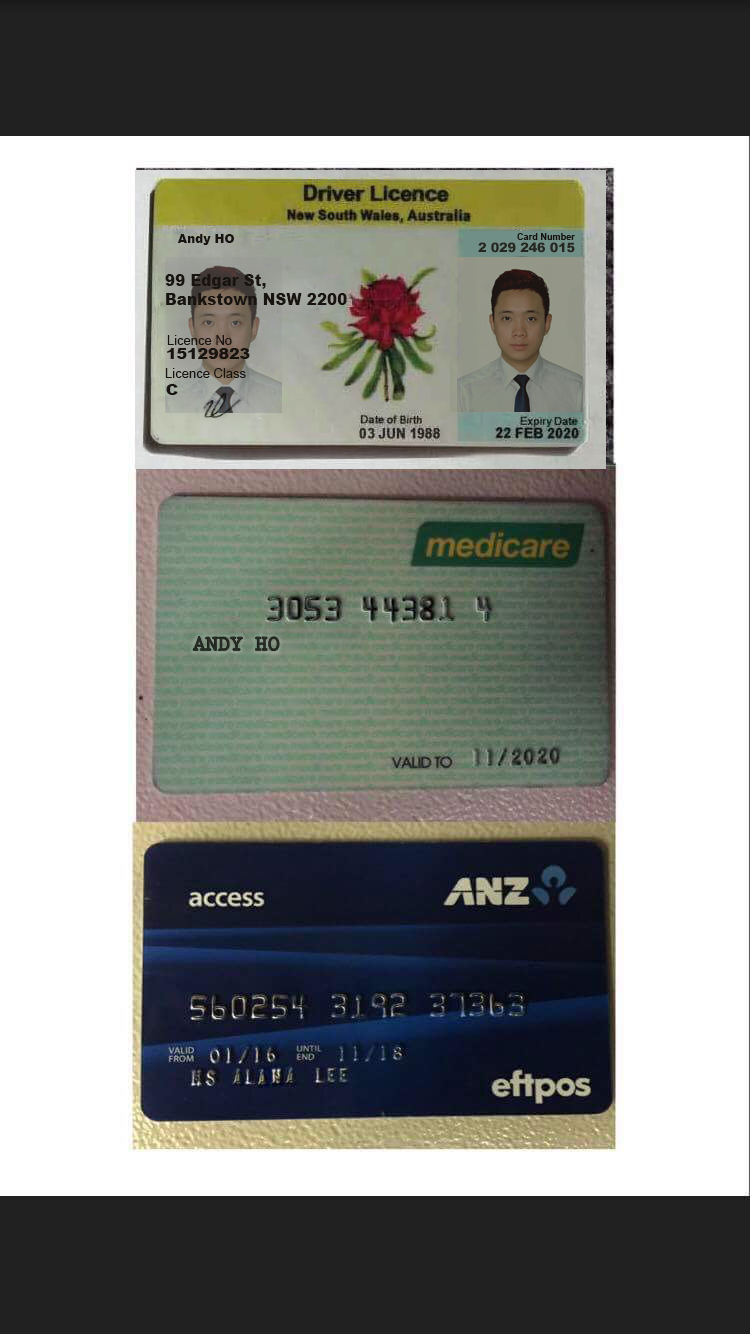 Driver Licence
New South Wales, Australia
Andy HO
Card Number
2 029 246 015
99 Edgar St,
Bankstown NSW 2200
Licence No
15129823
Licence Class
C
Date of Birth
03 JUN 1988
Expiry Date
22 FEB 2020
medicare
3053 44381 4
ANDY HO
VALID TO 11/2020
access
ANZ
560254 3192 37363
VALID FROM 01/16 UNTIL END 11/18
MS ALANA LEE
eftpos